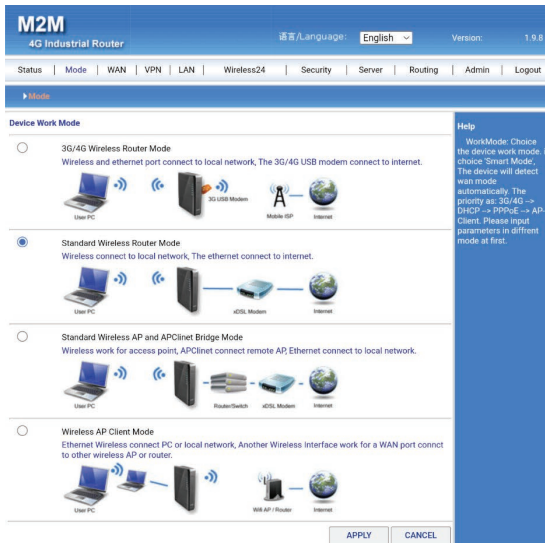 M2M
4G Industrial Router
语言/Language: English
Version: 1.9.8
Status | Mode | WAN | VPN | LAN | Wireless24 | Security | Server | Routing | Admin | Logout
Mode
Device Work Mode
3G/4G Wireless Router Mode
Wireless and ethernet port connect to local network, The 3G/4G USB modem connect to internet.
3G USB Modem
User PC
Mobile ISP
Internet
Standard Wireless Router Mode
Wireless connect to local network, The ethernet connect to internet.
User PC
xDSL Modem
Internet
Standard Wireless AP and APClinet Bridge Mode
Wireless work for access point, APClinet connect remote AP, Ethernet connect to local network.
User PC
Router/Switch
xDSL Modem
Internet
Wireless AP Client Mode
Ethernet Wireless connect PC or local network, Another Wireless interface work for a WAN port connct
to other wireless AP or router.
User PC
Wifi AP / Router
Internet
APPLY
CANCEL
Help
WorkMode: Choice
the device work mode.
choice 'Smart Mode',
The device will detect
wan mode
automatically. The
priority as: 3G/4G -->
DHCP --> PPPoE --> AP-
Client. Please input
parameters in diffrent
mode at first.